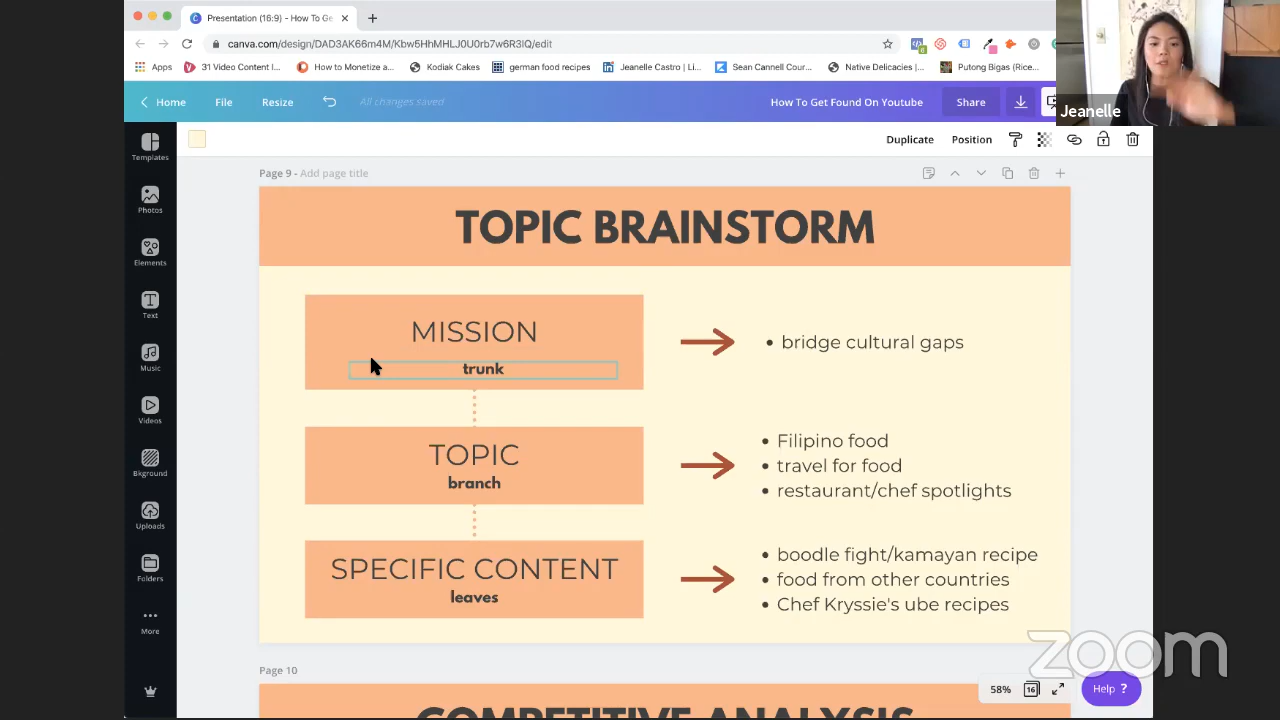 Presentation (16:9) - How To Ge
canva.com/design/DAD3AK66m4M/Kbw5HhMHLJ0U0rb7w6R3IQ/edit
Apps
31 Video Content I...
How to Monetize a...
Kodiak Cakes
german food recipes
Jeanelle Castro | Li...
Sean Cannell Cour...
Native Delicacies |...
Putong Bigas (Rice...
Jeanelle
Home
File
Resize
All changes saved
How To Get Found On Youtube
Share
Duplicate
Position
Templates
Photos
Elements
Text
Music
Videos
Bkground
Uploads
Folders
More
Page 9 - Add page title
TOPIC BRAINSTORM
MISSION
trunk
• bridge cultural gaps
TOPIC
branch
• Filipino food
• travel for food
• restaurant/chef spotlights
SPECIFIC CONTENT
leaves
• boodle fight/kamayan recipe
• food from other countries
• Chef Kryssie's ube recipes
Page 10
COMPETITIVE ANALYSIS
58%
16
Help ?
zoom